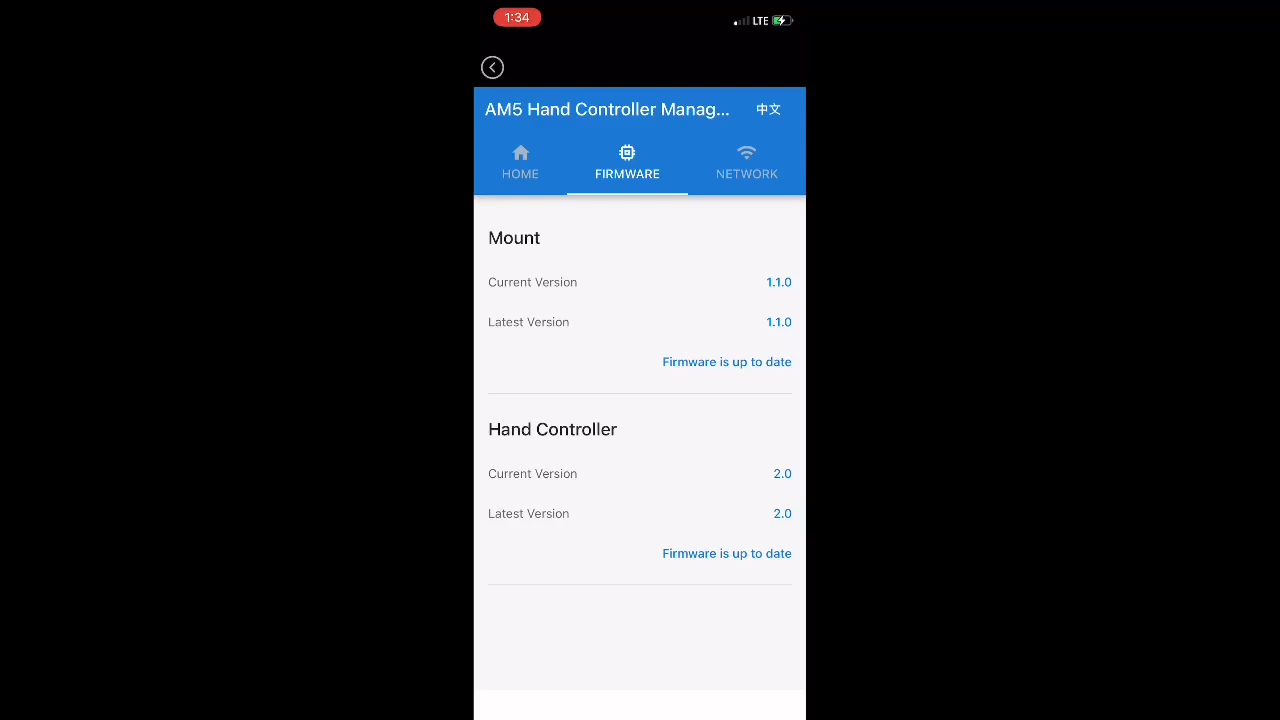 1:34
LTE
AM5 Hand Controller Manag... 中文
HOME
FIRMWARE
NETWORK
Mount
Current Version 1.1.0
Latest Version 1.1.0
Firmware is up to date
Hand Controller
Current Version 2.0
Latest Version 2.0
Firmware is up to date